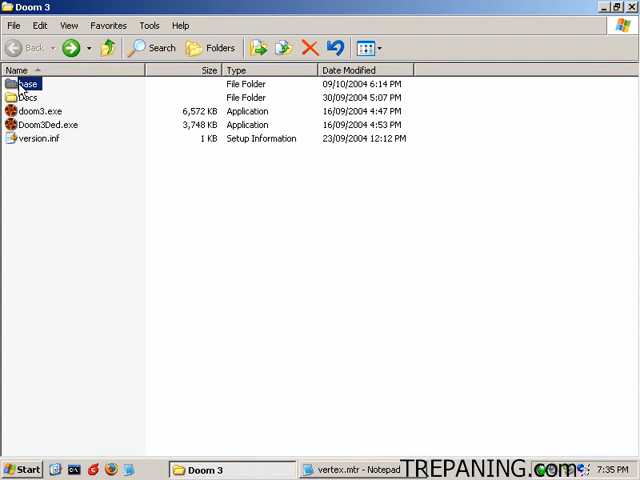 Doom 3
File Edit View Favorites Tools Help
Back Search Folders
Name Size Type Date Modified
base File Folder 09/10/2004 6:14 PM
Docs File Folder 30/09/2004 5:07 PM
doom3.exe 6,572 KB Application 16/09/2004 4:47 PM
Doom3Ded.exe 3,748 KB Application 16/09/2004 4:53 PM
version.inf 1 KB Setup Information 23/09/2004 12:12 PM
Start Doom 3 vertex.mtr - Notepad TREPANING.com 7:35 PM